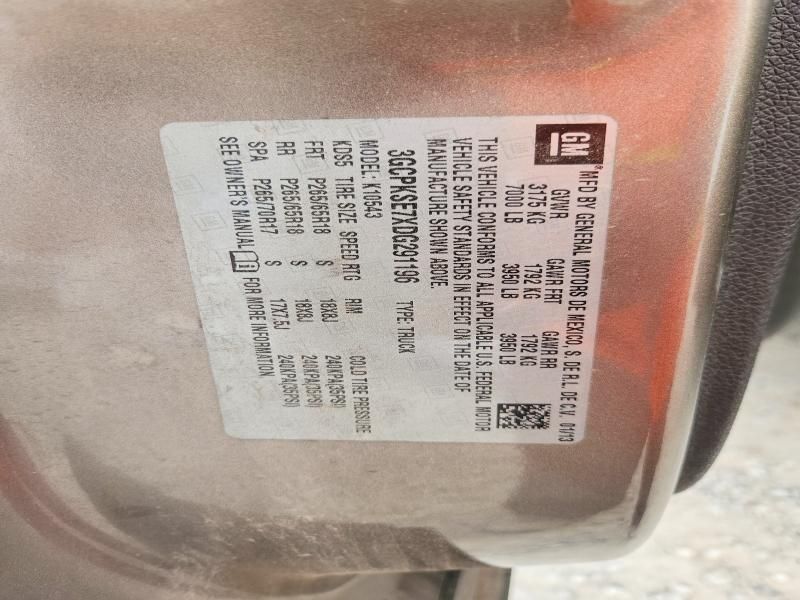 GM® MFD BY GENERAL MOTORS DE MEXICO, S. DE R.L. DE C.V. 01/13
GVWR GAWR FRT GAWR RR
3175 KG 1792 KG 1792 KG
7000 LB 3950 LB 3950 LB
THIS VEHICLE CONFORMS TO ALL APPLICABLE U.S. FEDERAL MOTOR
VEHICLE SAFETY STANDARDS IN EFFECT ON THE DATE OF
MANUFACTURE SHOWN ABOVE.
3GCPKSE7XDG291196 TYPE: TRUCK
MODEL: K10543
KDS5 TIRE SIZE SPEED RTG RIM COLD TIRE PRESSURE
FRT P265/65R18 S 18X8J 240KPA(35PSI)
RR P265/65R18 S 18X8J 240KPA(35PSI)
SPA P265/70R17 S 17X7.5J 240KPA(35PSI)
SEE OWNER'S MANUAL FOR MORE INFORMATION